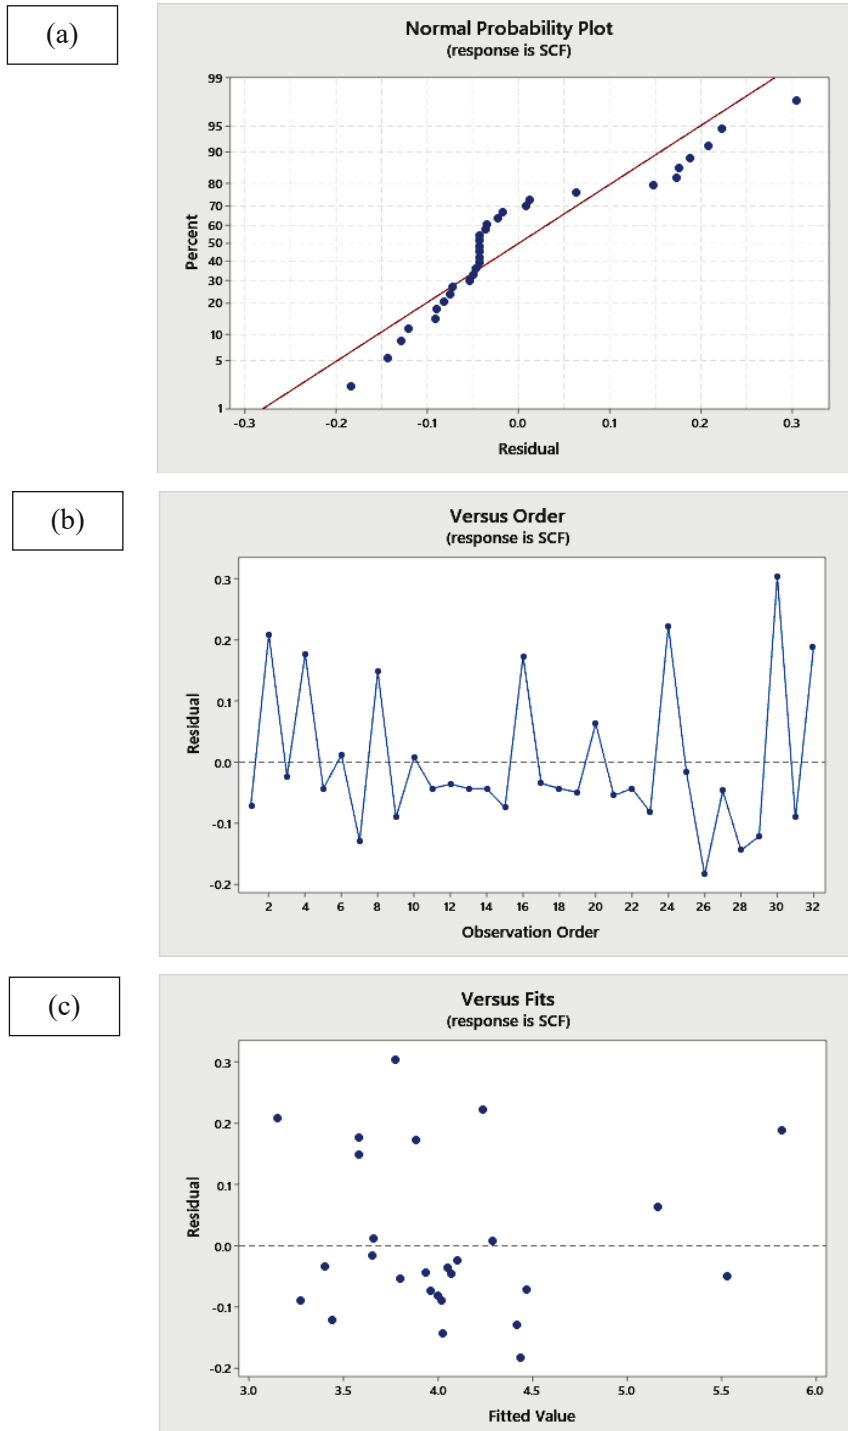 (a)
Normal Probability Plot
(response is SCF)
99
95
90
80
70
60
50
40
30
20
10
5
1
Percent
-0.3 -0.2 -0.1 0.0 0.1 0.2 0.3
Residual
(b)
Versus Order
(response is SCF)
0.3
0.2
0.1
0.0
-0.1
-0.2
Residual
2 4 6 8 10 12 14 16 18 20 22 24 26 28 30 32
Observation Order
(c)
Versus Fits
(response is SCF)
0.3
0.2
0.1
0.0
-0.1
-0.2
Residual
3.0 3.5 4.0 4.5 5.0 5.5 6.0
Fitted Value